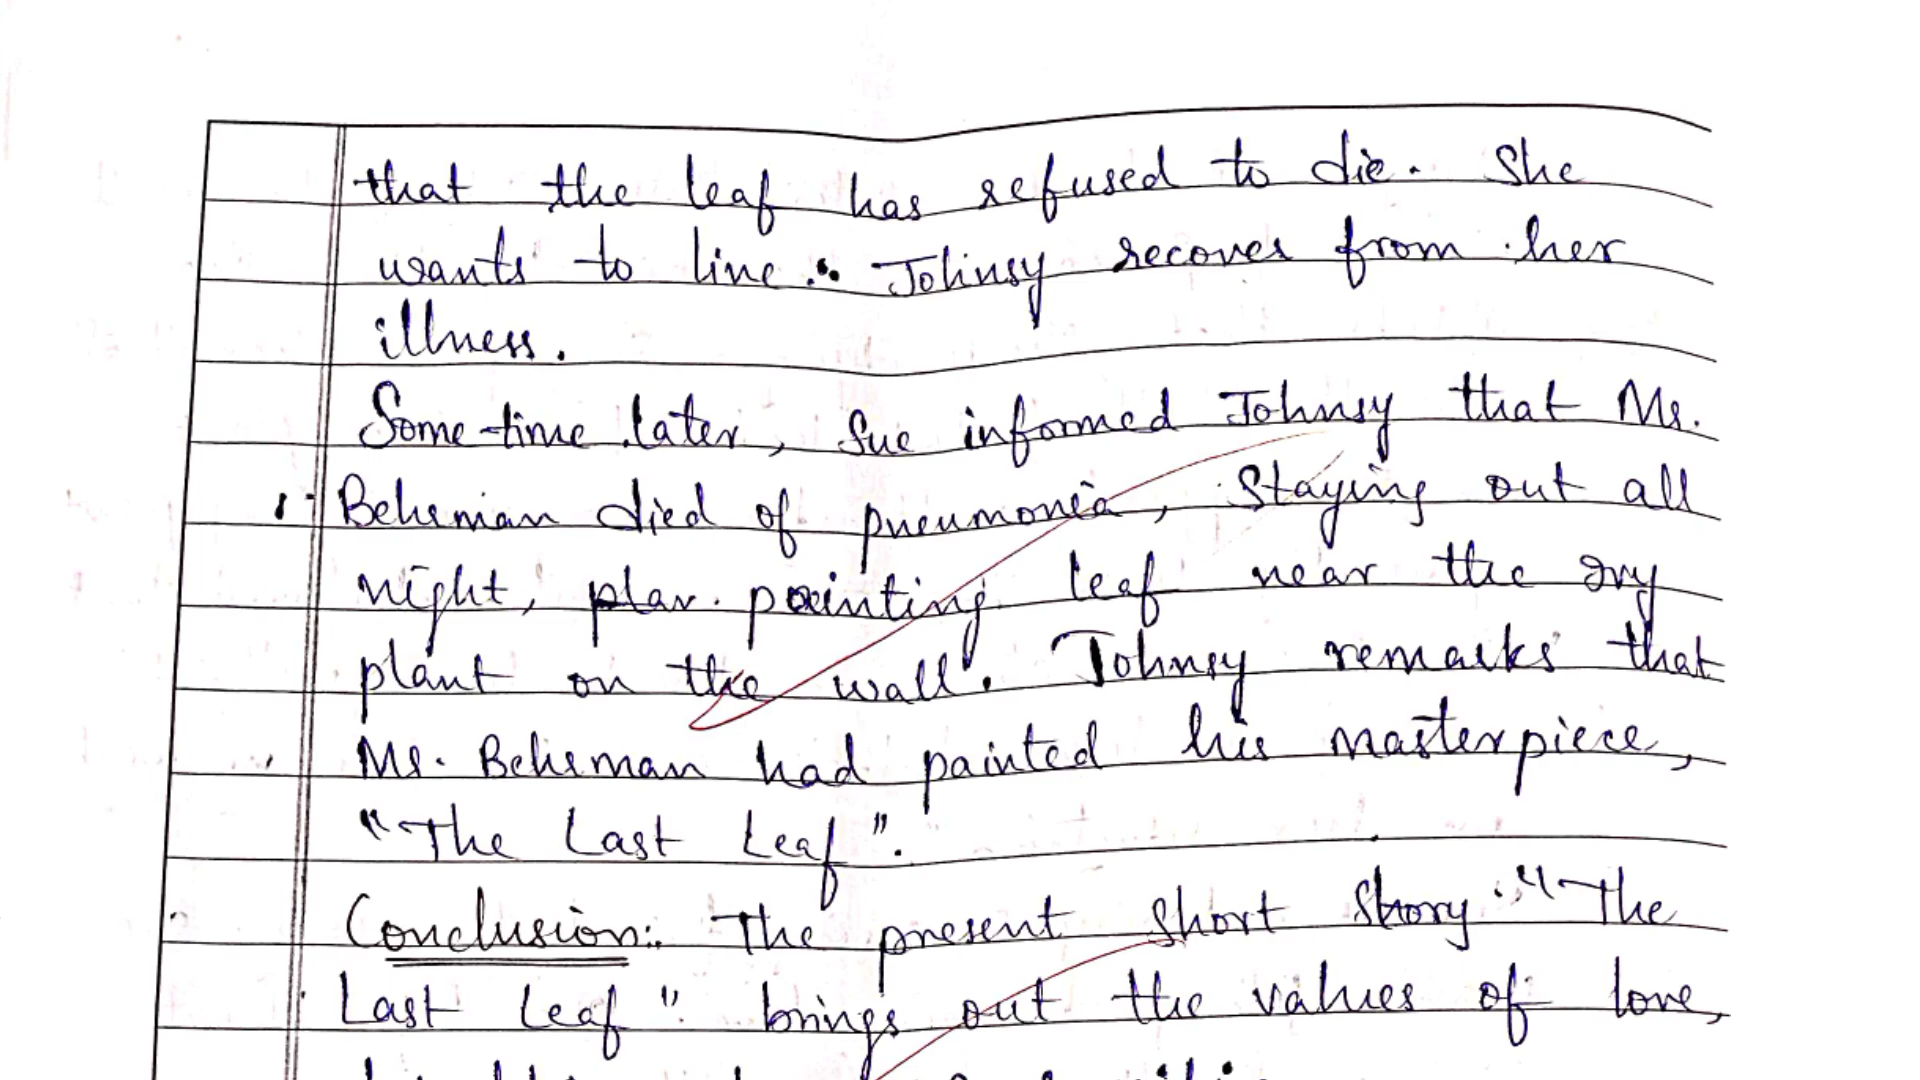 that the leaf has refused to die. She
wants to live. Johnsy recover from her
illness.
Some-time later, Sue informed Johnsy that Mr.
Behrman died of pneumonia, Staying out all
night, plan painting leaf near the ivy
plant on the wall. Johnsy remarks that
Mr. Behrman had painted his masterpiece,
"The Last Leaf".
Conclusion: The present short story "The
Last Leaf" brings out the values of love,